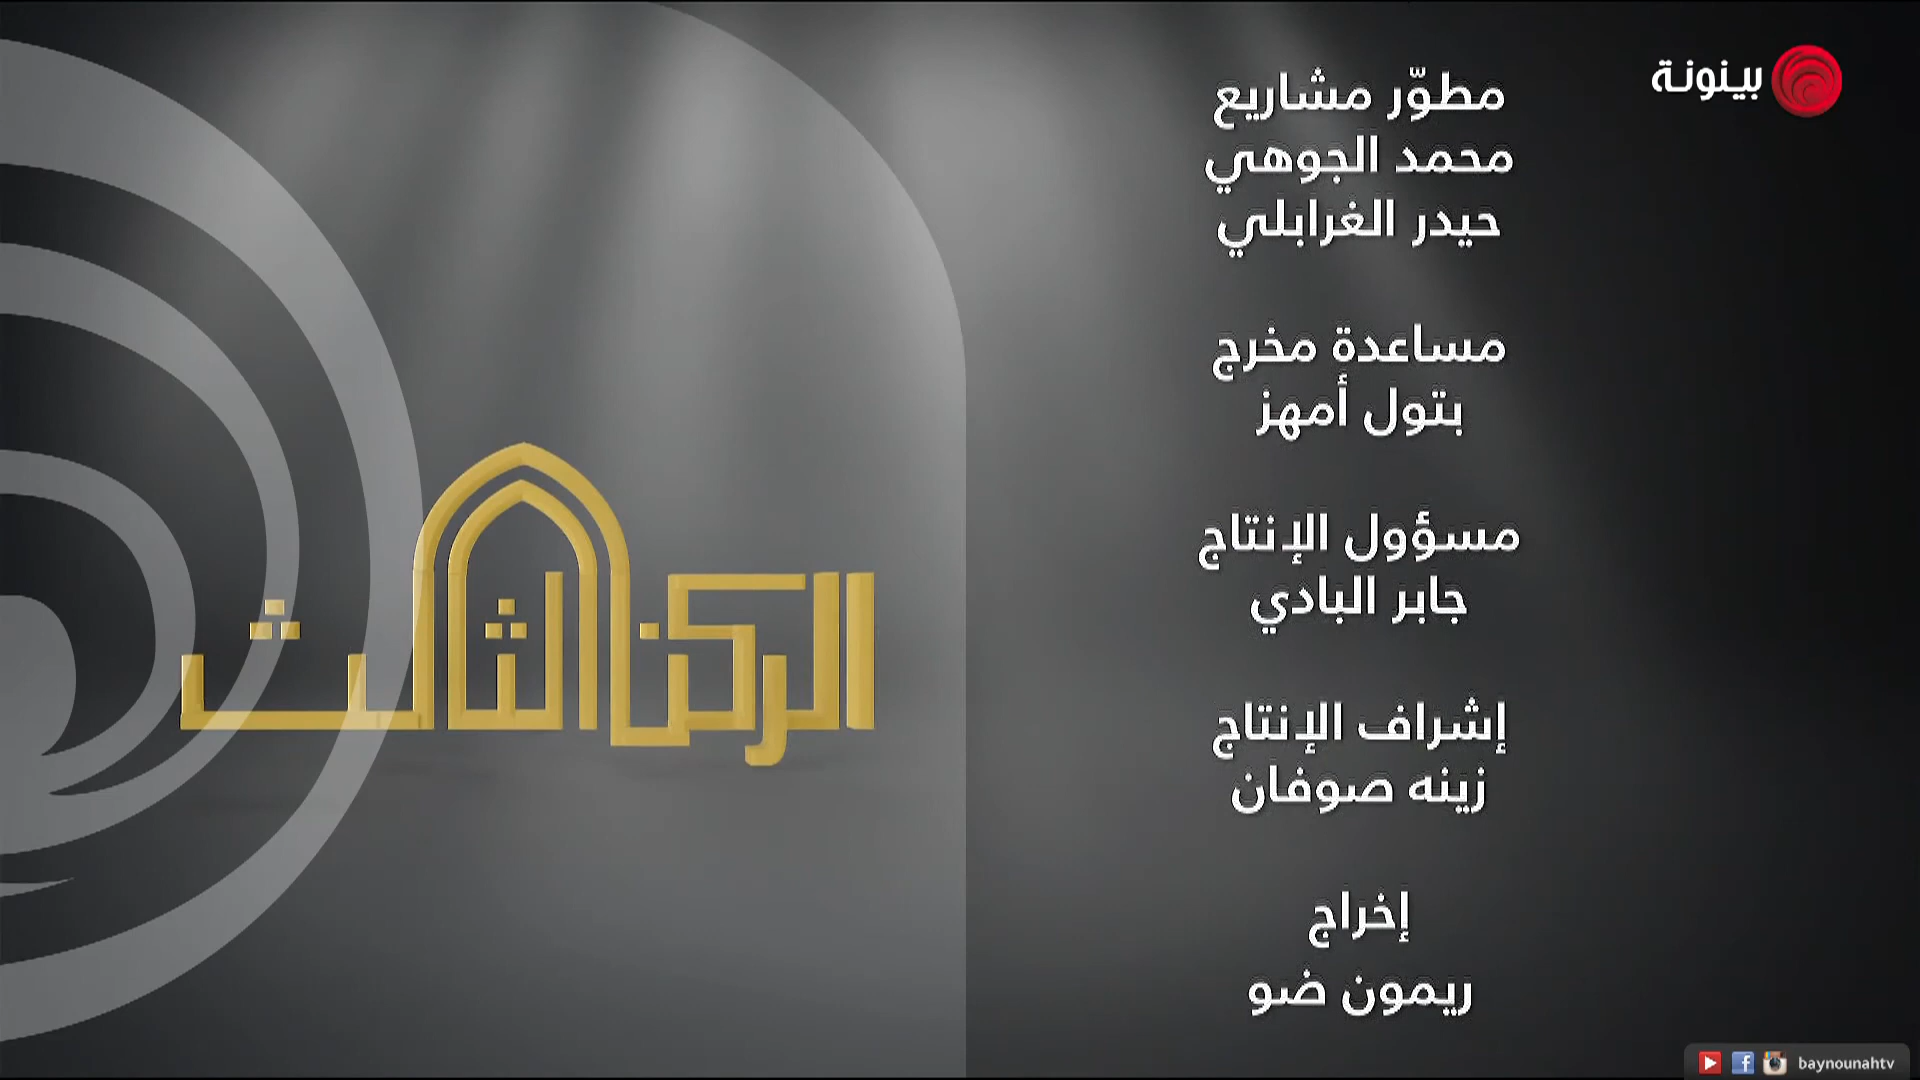 بينونة
مطوّر مشاريع
محمد الجوهي
حيدر الغرابلي
مساعدة مخرج
بتول أمهز
مسؤول الإنتاج
جابر البادي
إشراف الإنتاج
زينه صوفان
إخراج
ريمون ضو
الركن الثالث
baynounahtv